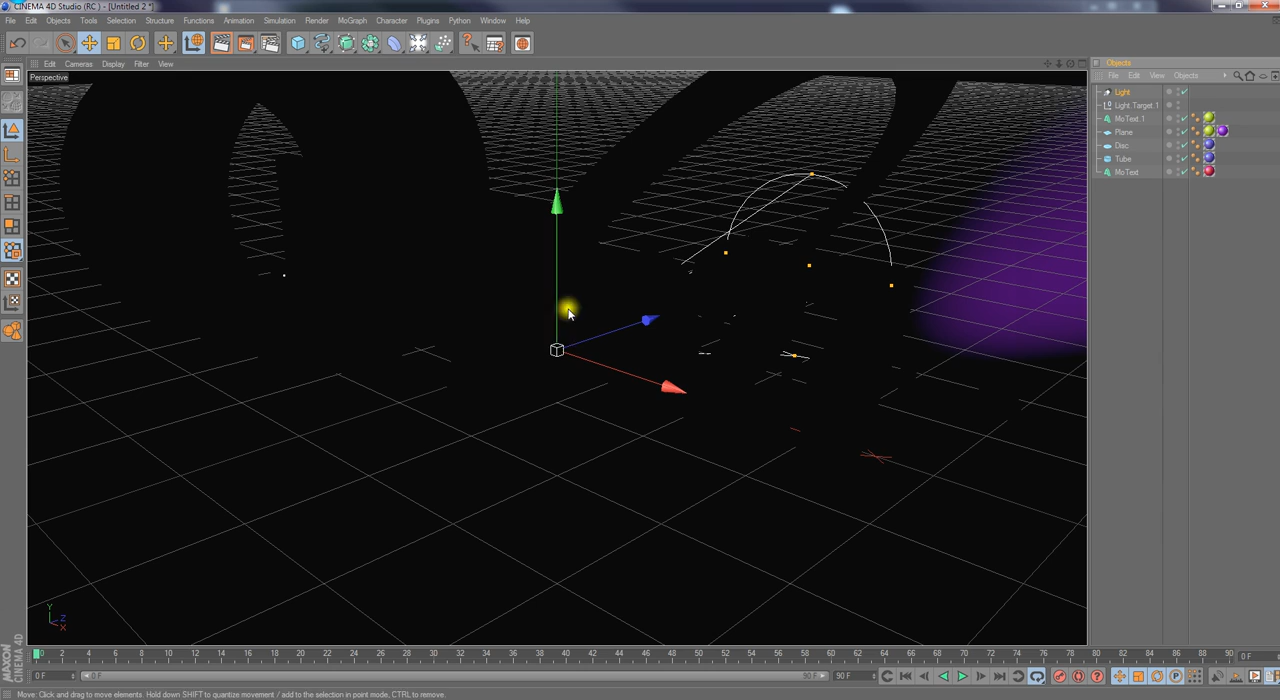 CINEMA 4D Studio (RC ) - [Untitled 2 *]
File Edit Objects Tools Selection Structure Functions Animation Simulation Render MoGraph Character Plugins Python Window Help
Edit Cameras Display Filter View
Perspective
Objects
File Edit View Objects
Light
Light.Target.1
MoText.1
Plane
Disc
Tube
MoText
Y
Z
X
MAXON
CINEMA 4D
0 2 4 6 8 10 12 14 16 18 20 22 24 26 28 30 32 34 36 38 40 42 44 46 48 50 52 54 56 58 60 62 64 66 68 70 72 74 76 78 80 82 84 86 88 90 0 F
0 F 0 F 90 F 90 F
Move: Click and drag to move elements. Hold down SHIFT to quantize movement / add to the selection in point mode, CTRL to remove.